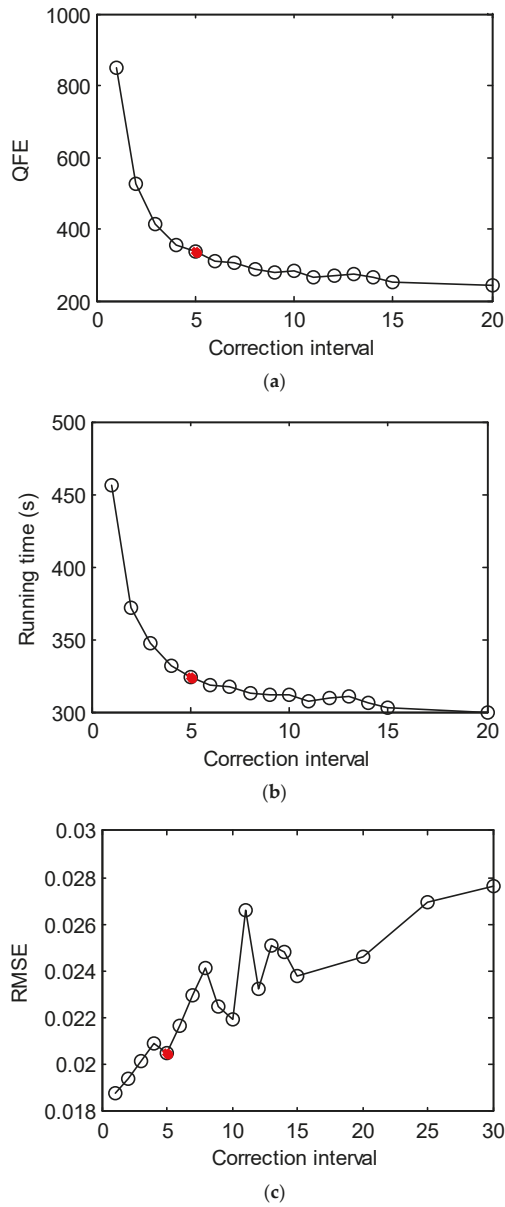 1000
800
600
400
200
QFE
0 5 10 15 20
Correction interval
(a)
500
450
400
350
300
Running time (s)
0 5 10 15 20
Correction interval
(b)
0.03
0.028
0.026
0.024
0.022
0.02
0.018
RMSE
0 5 10 15 20 25 30
Correction interval
(c)